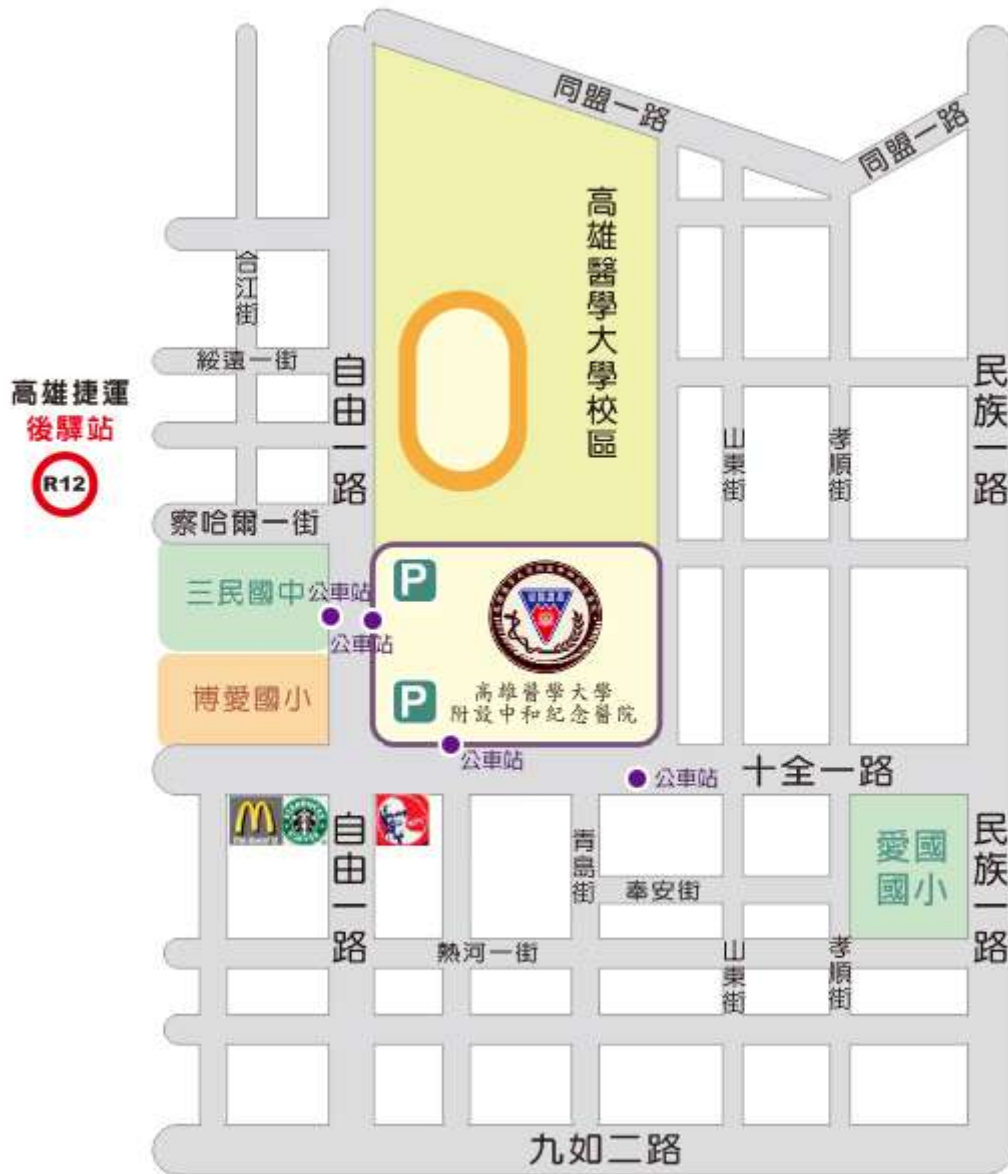 同盟一路
同盟一路
高雄醫學大學校區
合江街
綏遠一街
自由一路
民族一路
高雄捷運
後驛站
R12
山東街
孝順街
察哈爾一街
三民國中
公車站
公車站
P
P
博愛國小
高雄醫學大學
附設中和紀念醫院
公車站
公車站
十全一路
自由一路
青島街
奉安街
愛國
國小
民族一路
熱河一街
山東街
孝順街
九如二路